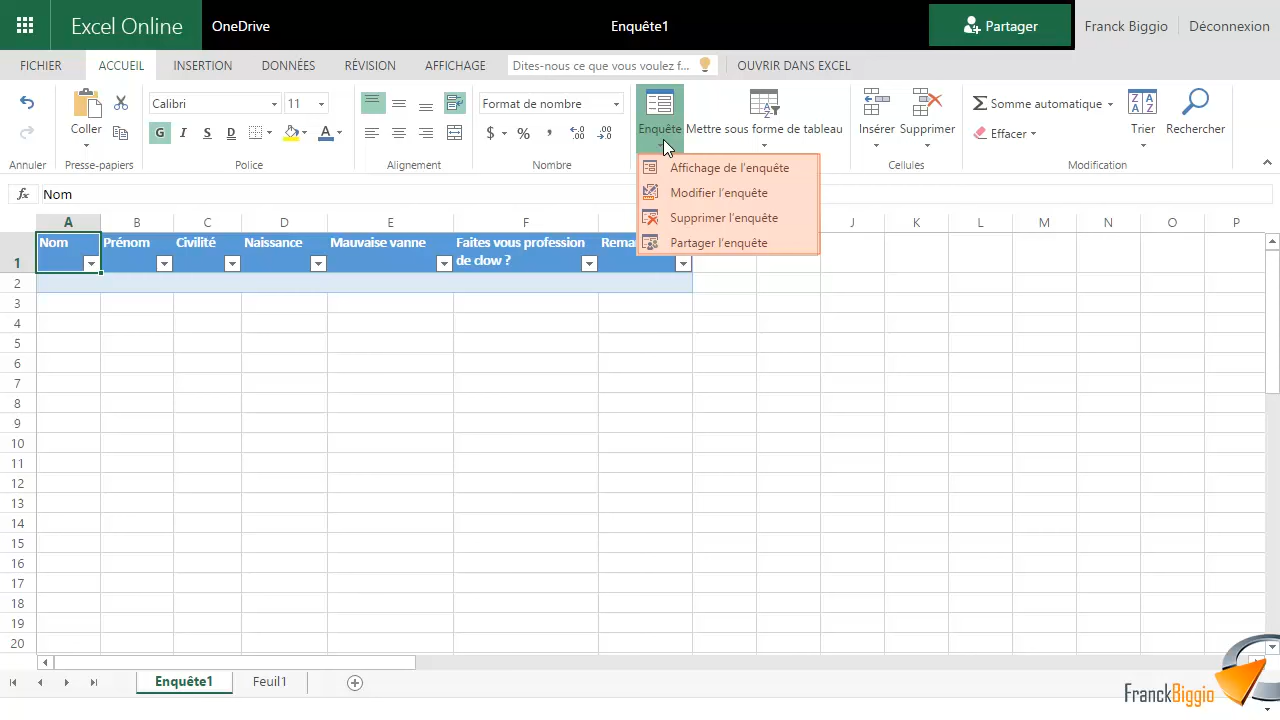 Excel Online
OneDrive
Enquête1
Partager
Franck Biggio
Déconnexion
FICHIER
ACCUEIL
INSERTION
DONNÉES
RÉVISION
AFFICHAGE
Dites-nous ce que vous voulez f...
OUVRIR DANS EXCEL
Coller
Calibri
11
G
I
S
D
A
Format de nombre
$ % ,
,00
,00
Enquête
Mettre sous forme de tableau
Insérer
Supprimer
Σ Somme automatique
Effacer
Trier
Rechercher
Annuler
Presse-papiers
Police
Alignement
Nombre
Cellules
Modification
Affichage de l'enquête
Modifier l'enquête
Supprimer l'enquête
Partager l'enquête
fx Nom
A B C D E F J K L M N O P
1 Nom Prénom Civilité Naissance Mauvaise vanne Faites vous profession de clow ?
2
3
4
5
6
7
8
9
10
11
12
13
14
15
16
17
18
19
20
Enquête1
Feuil1
FranckBiggio